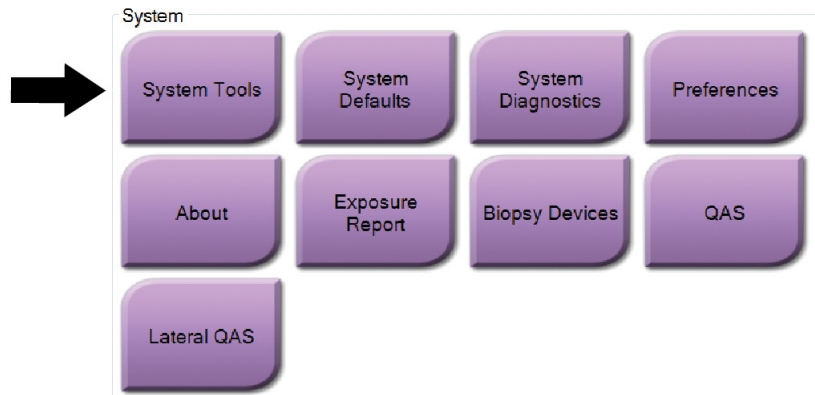 System
System Tools
System
Defaults
System
Diagnostics
Preferences
About
Exposure
Report
Biopsy Devices
QAS
Lateral QAS